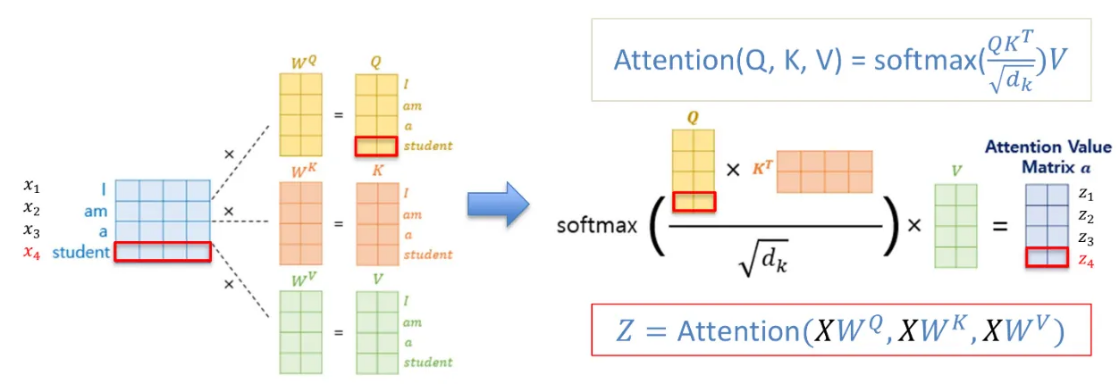 x₁ I
x₂ am
x₃ a
x₄ student
×
×
×
W^Q
=
Q
I
am
a
student
W^K
=
K
I
am
a
student
W^V
=
V
I
am
a
student
Attention(Q, K, V) = softmax(QK^T/√d_k)V
softmax
(
Q
×
K^T
√d_k
)
×
V
=
Attention Value
Matrix a
z₁
z₂
z₃
z₄
Z = Attention(XW^Q, XW^K, XW^V)